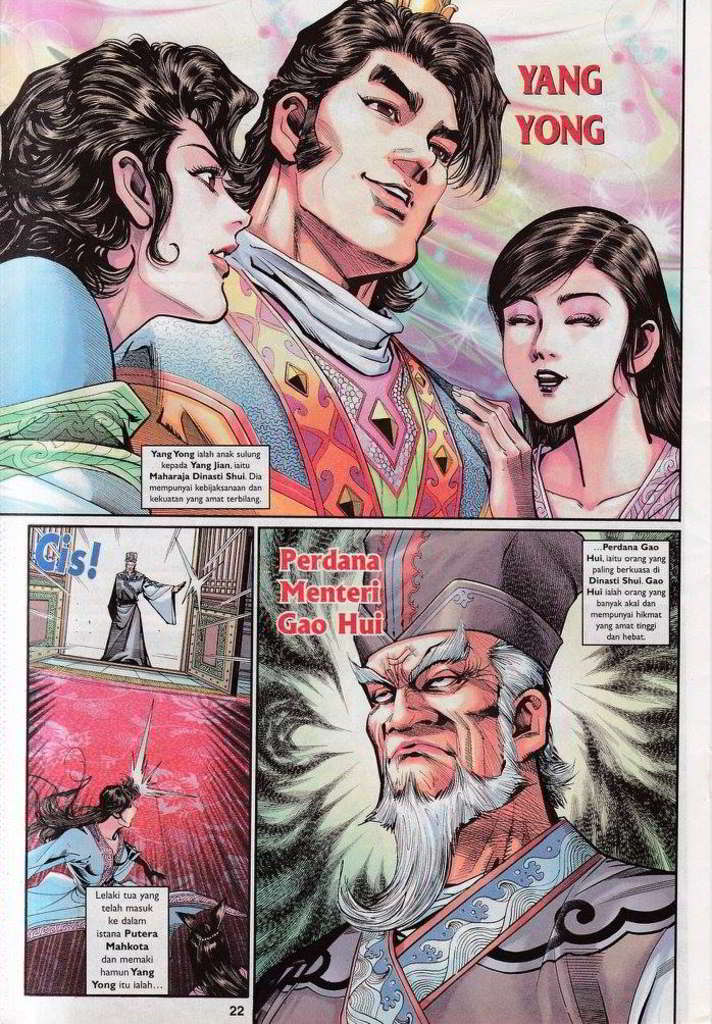 YANG
YONG
Yang Yong ialah anak sulung
kepada Yang Jian, iaitu
Maharaja Dinasti Shui. Dia
mempunyai kebijaksanaan dan
kekuatan yang amat terbilang.
Cis!
Lelaki tua yang
telah masuk
ke dalam
istana Putera
Mahkota
dan memaki
hamun Yang
Yong itu ialah...
Perdana
Menteri
Gao Hui
...Perdana Gao
Hui, iaitu orang yang
paling berkuasa di
Dinasti Shui. Gao
Hui ialah orang yang
banyak akal dan
mempunyai hikmat
yang amat tinggi
dan hebat.
22